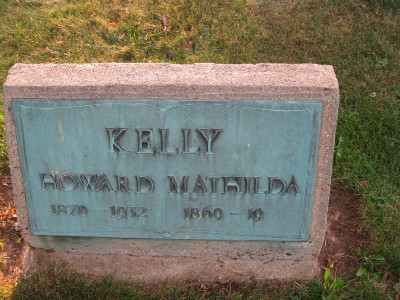 KELLY
HOWARD MATHILDA
1870 - 1932 1860 - 19